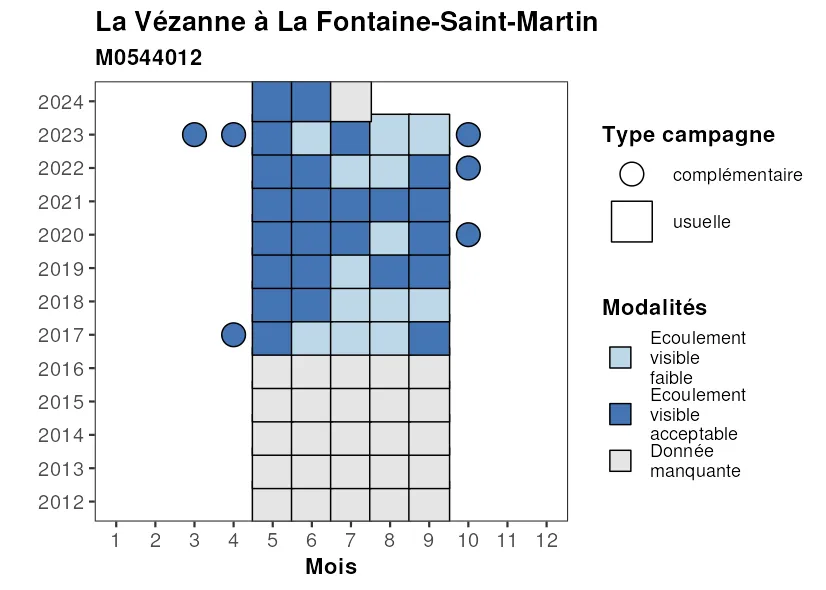 La Vézanne à La Fontaine-Saint-Martin
M0544012
2024
2023
2022
2021
2020
2019
2018
2017
2016
2015
2014
2013
2012
1 2 3 4 5 6 7 8 9 10 11 12
Mois
Type campagne
complémentaire
usuelle
Modalités
Ecoulement
visible
faible
Ecoulement
visible
acceptable
Donnée
manquante